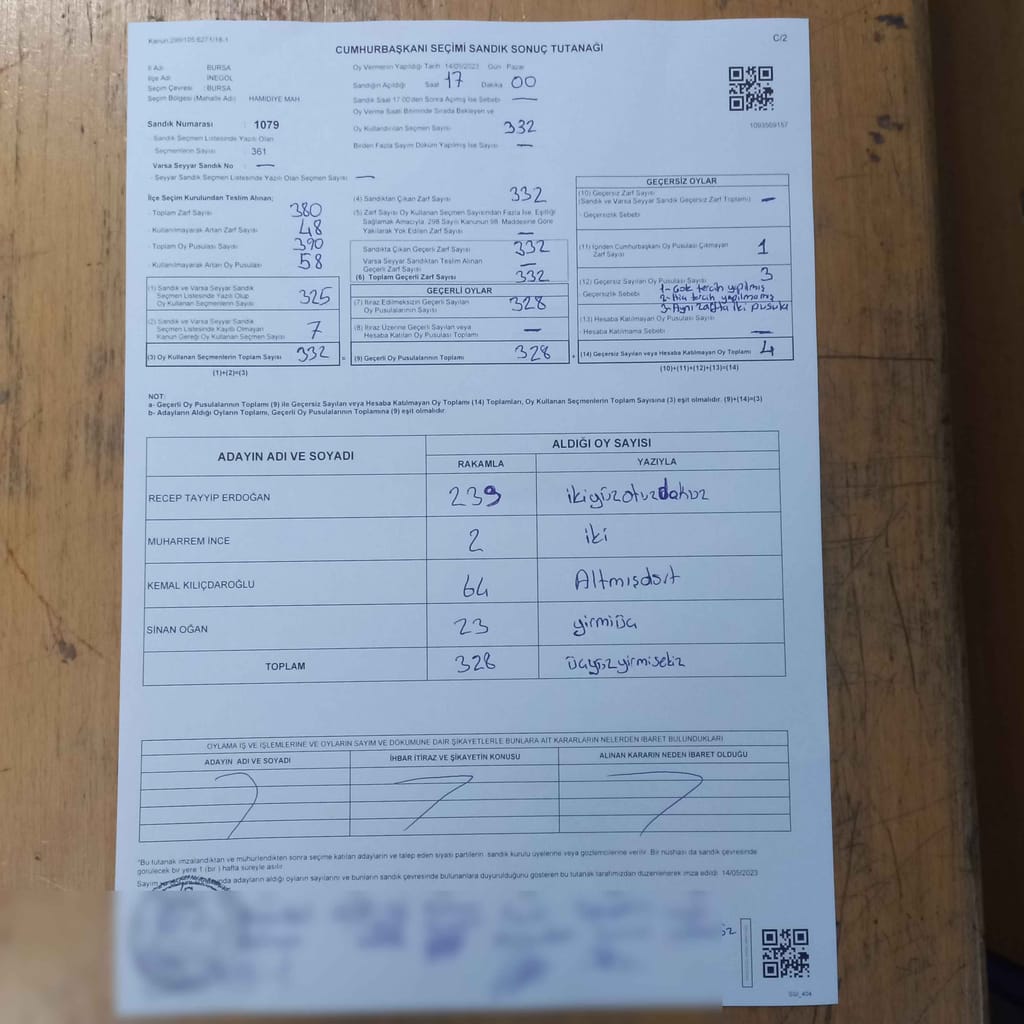 Kanun:298/105,6271/18-1
C/2
CUMHURBAŞKANI SEÇİMİ SANDIK SONUÇ TUTANAĞI
İl Adı : BURSA
İlçe Adı : İNEGÖL
Seçim Çevresi : BURSA
Seçim Bölgesi (Mahalle Adı) HAMİDİYE MAH
Sandık Numarası : 1079
- Sandık Seçmen Listesinde Yazılı Olan
Seçmenlerin Sayısı : 361
Varsa Seyyar Sandık No : —
- Seyyar Sandık Seçmen Listesinde Yazılı Olan Seçmen Sayısı : —
Oy Vermenin Yapıldığı Tarih 14/05/2023 Gün Pazar
Sandığın Açıldığı Saat 17 Dakika 00
Sandık Saat 17:00'den Sonra Açılmış İse Sebebi —
Oy Verme Saati Bitiminde Sırada Bekleyen ve
Oy Kullandırılan Seçmen Sayısı 332
Birden Fazla Sayım Döküm Yapılmış İse Sayısı —
1093569157
İlçe Seçim Kurulundan Teslim Alınan;
- Toplam Zarf Sayısı 380
- Kullanılmayarak Artan Zarf Sayısı 48
- Toplam Oy Pusulası Sayısı 390
- Kullanılmayarak Artan Oy Pusulası 58
(1) Sandık ve Varsa Seyyar Sandık
Seçmen Listesinde Yazılı Olup
Oy Kullanan Seçmenlerin Sayısı 325
(2) Sandık ve Varsa Seyyar Sandık
Seçmen Listesinde Kayıtlı Olmayan
Kanun Gereği Oy Kullanan Seçmen Sayısı 7
(3) Oy Kullanan Seçmenlerin Toplam Sayısı 332 =
(1)+(2)=(3)
(4) Sandıktan Çıkan Zarf Sayısı 332
(5) Zarf Sayısı Oy Kullanan Seçmen Sayısından Fazla İse, Eşitliği
Sağlamak Amacıyla, 298 Sayılı Kanunun 98. Maddesine Göre
Yakılarak Yok Edilen Zarf Sayısı —
Sandıkta Çıkan Geçerli Zarf Sayısı 332
Varsa Seyyar Sandıktan Teslim Alınan
Geçerli Zarf Sayısı —
(6) Toplam Geçerli Zarf Sayısı 332
GEÇERLİ OYLAR
(7) İtiraz Edilmeksizin Geçerli Sayılan
Oy Pusulasının Sayısı 328
(8) İtiraz Üzerine Geçerli Sayılan veya
Hesaba Katılan Oy Pusulası Toplamı —
(9) Geçerli Oy Pusulalarının Toplamı 328 +
GEÇERSİZ OYLAR
(10) Geçersiz Zarf Sayısı
(Sandık ve Varsa Seyyar Sandık Geçersiz Zarf Toplamı) —
- Geçersizlik Sebebi
(11) İçinden Cumhurbaşkanı Oy Pusulası Çıkmayan
Zarf Sayısı 1
(12) Geçersiz Sayılan Oy Pusulası Sayısı 3
- Geçersizlik Sebebi 1- Çok tercih yapılmış
2- Hiç tercih yapılmamış
3- Aynı zarfta iki pusula
(13) Hesaba Katılmayan Oy Pusulası Sayısı
- Hesaba Katılmama Sebebi —
(14) Geçersiz Sayılan veya Hesaba Katılmayan Oy Toplamı 4
(10)+(11)+(12)+(13)=(14)
NOT:
a- Geçerli Oy Pusulalarının Toplamı (9) ile Geçersiz Sayılan veya Hesaba Katılmayan Oy Toplamı (14) Toplamları, Oy Kullanan Seçmenlerin Toplam Sayısına (3) eşit olmalıdır. (9)+(14)=(3)
b- Adayların Aldığı Oyların Toplamı, Geçerli Oy Pusulalarının Toplamına (9) eşit olmalıdır.
ADAYIN ADI VE SOYADI
ALDIĞI OY SAYISI
RAKAMLA YAZIYLA
RECEP TAYYIP ERDOĞAN 239 ikiyüzotuzdokuz
MUHARREM İNCE 2 iki
KEMAL KILIÇDAROĞLU 64 Altmışdört
SİNAN OĞAN 23 yirmiüç
TOPLAM 328 üçyüzyirmisekiz
OYLAMA İŞ VE İŞLEMLERİNE VE OYLARIN SAYIM VE DÖKÜMÜNE DAİR ŞİKAYETLERLE BUNLARA AİT KARARLARIN NELERDEN İBARET BULUNDUKLARI
ADAYIN ADI VE SOYADI
İHBAR İTİRAZ VE ŞİKAYETİN KONUSU
ALINAN KARARIN NEDEN İBARET OLDUĞU
"Bu tutanak imzalandıktan ve mühürlendikten sonra seçime katılan adayların ve talep eden siyasi partilerin sandık kurulu üyelerine veya gözlemcilerine verilir. Bir nüshası da sandık çevresinde
görülecek bir yere 1 (bir) hafta süreyle asılır.
Sayım adayların aldığı oyların sayılarını ve bunların sandık çevresinde bulunanlara duyurulduğunu gösteren bu tutanak tarafımızdan düzenlenerek imza edildi. 14/05/2023